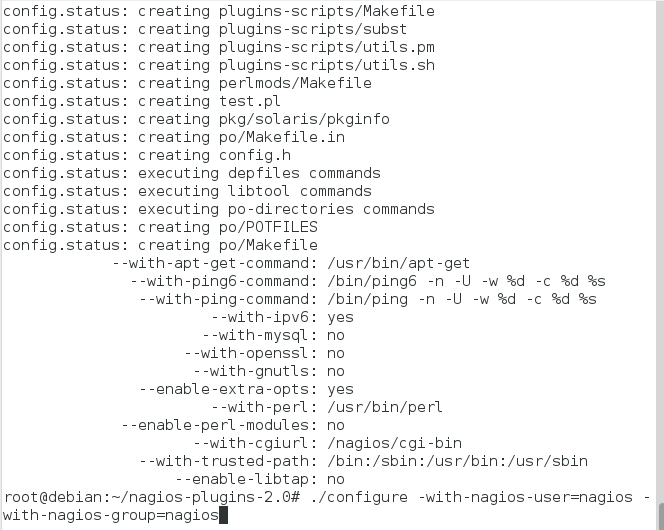 config.status: creating plugins-scripts/Makefile
config.status: creating plugins-scripts/subst
config.status: creating plugins-scripts/utils.pm
config.status: creating plugins-scripts/utils.sh
config.status: creating perlmods/Makefile
config.status: creating test.pl
config.status: creating pkg/solaris/pkginfo
config.status: creating po/Makefile.in
config.status: creating config.h
config.status: executing depfiles commands
config.status: executing libtool commands
config.status: executing po-directories commands
config.status: creating po/POTFILES
config.status: creating po/Makefile
--with-apt-get-command: /usr/bin/apt-get
--with-ping6-command: /bin/ping6 -n -U -w %d -c %d %s
--with-ping-command: /bin/ping -n -U -w %d -c %d %s
--with-ipv6: yes
--with-mysql: no
--with-openssl: no
--with-gnutls: no
--enable-extra-opts: yes
--with-perl: /usr/bin/perl
--enable-perl-modules: no
--with-cgiurl: /nagios/cgi-bin
--with-trusted-path: /bin:/sbin:/usr/bin:/usr/sbin
--enable-libtap: no
root@debian:~/nagios-plugins-2.0# ./configure -with-nagios-user=nagios -
with-nagios-group=nagios